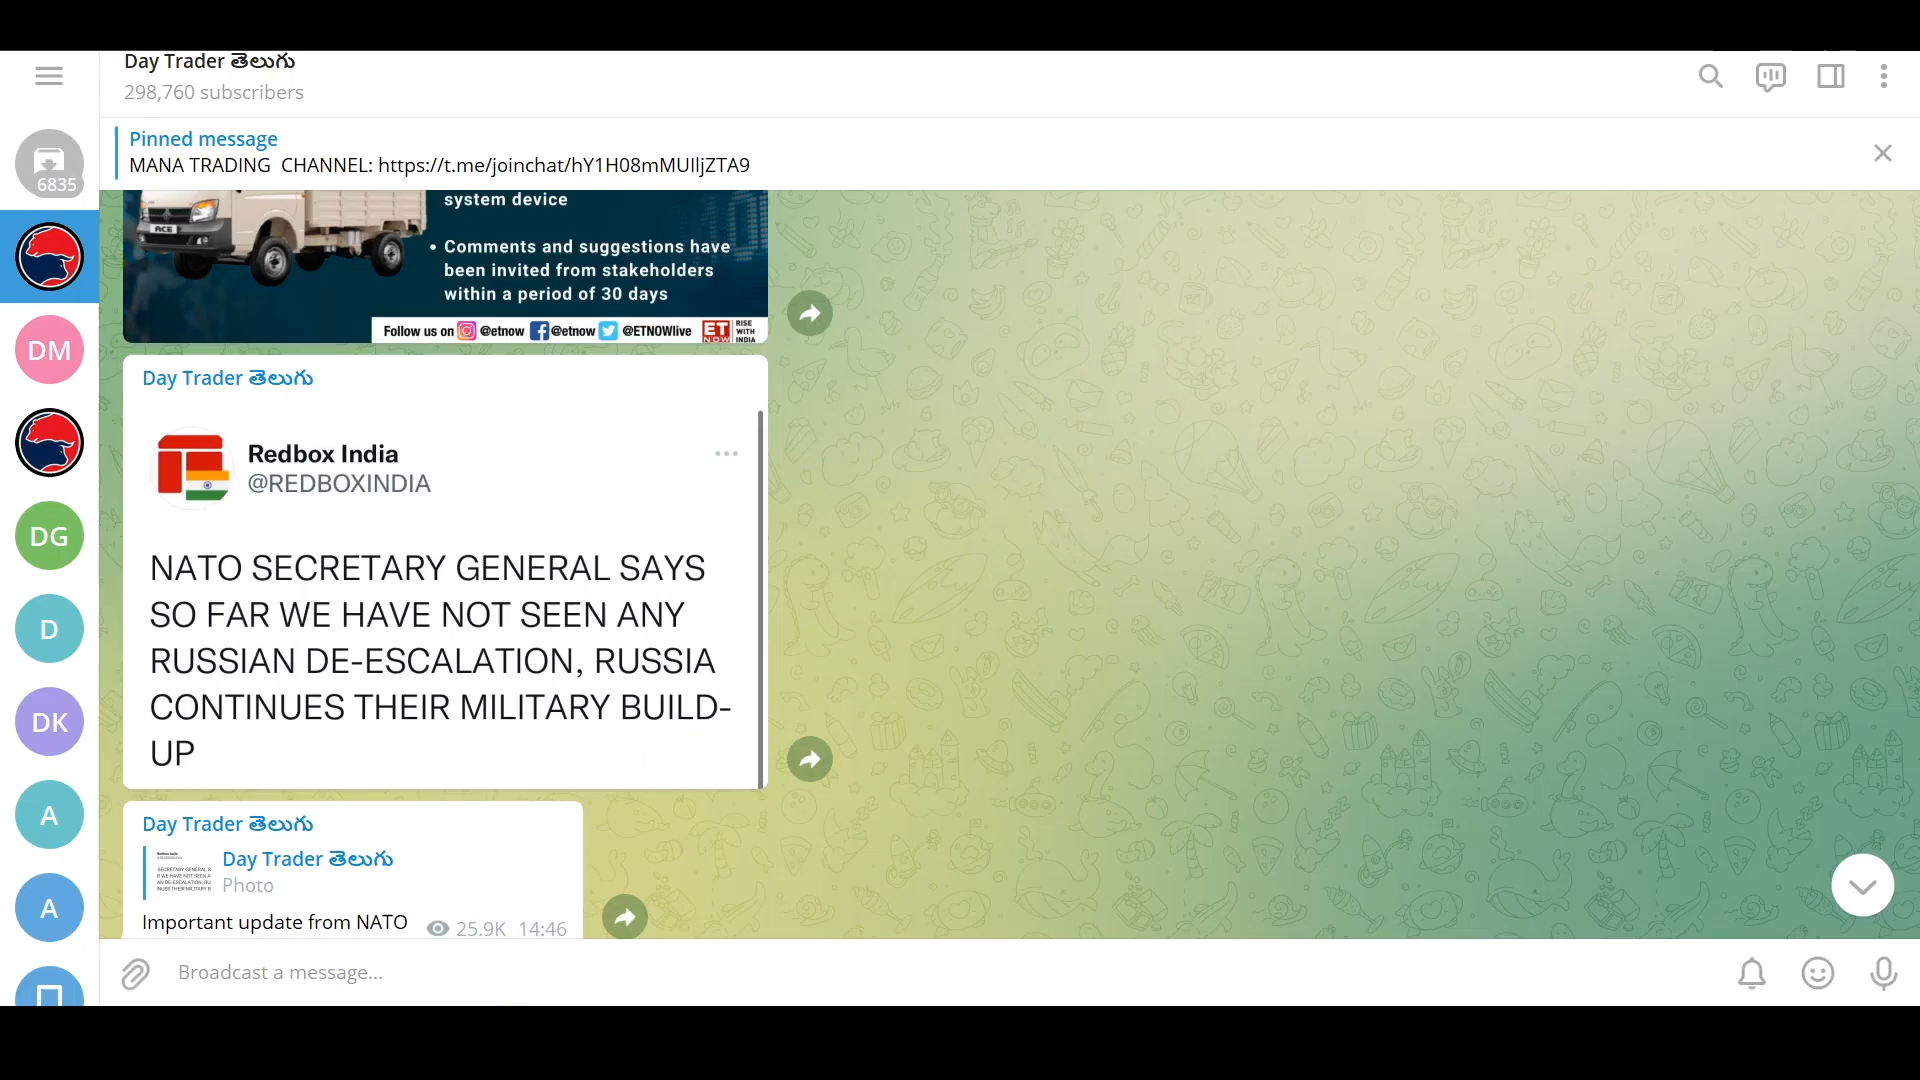 Day Trader తెలుగు
298,760 subscribers
Pinned message
MANA TRADING CHANNEL: https://t.me/joinchat/hY1H08mMUIljZTA9
6835
system device
• Comments and suggestions have
been invited from stakeholders
within a period of 30 days
ACE
Follow us on @etnow @etnow @ETNOWlive ET NOW RISE WITH INDIA
DM
Day Trader తెలుగు
Redbox India
@REDBOXINDIA
NATO SECRETARY GENERAL SAYS
SO FAR WE HAVE NOT SEEN ANY
RUSSIAN DE-ESCALATION, RUSSIA
CONTINUES THEIR MILITARY BUILD-
UP
DG
D
DK
A
A
Day Trader తెలుగు
Day Trader తెలుగు
Photo
Important update from NATO 25.9K 14:46
Broadcast a message...